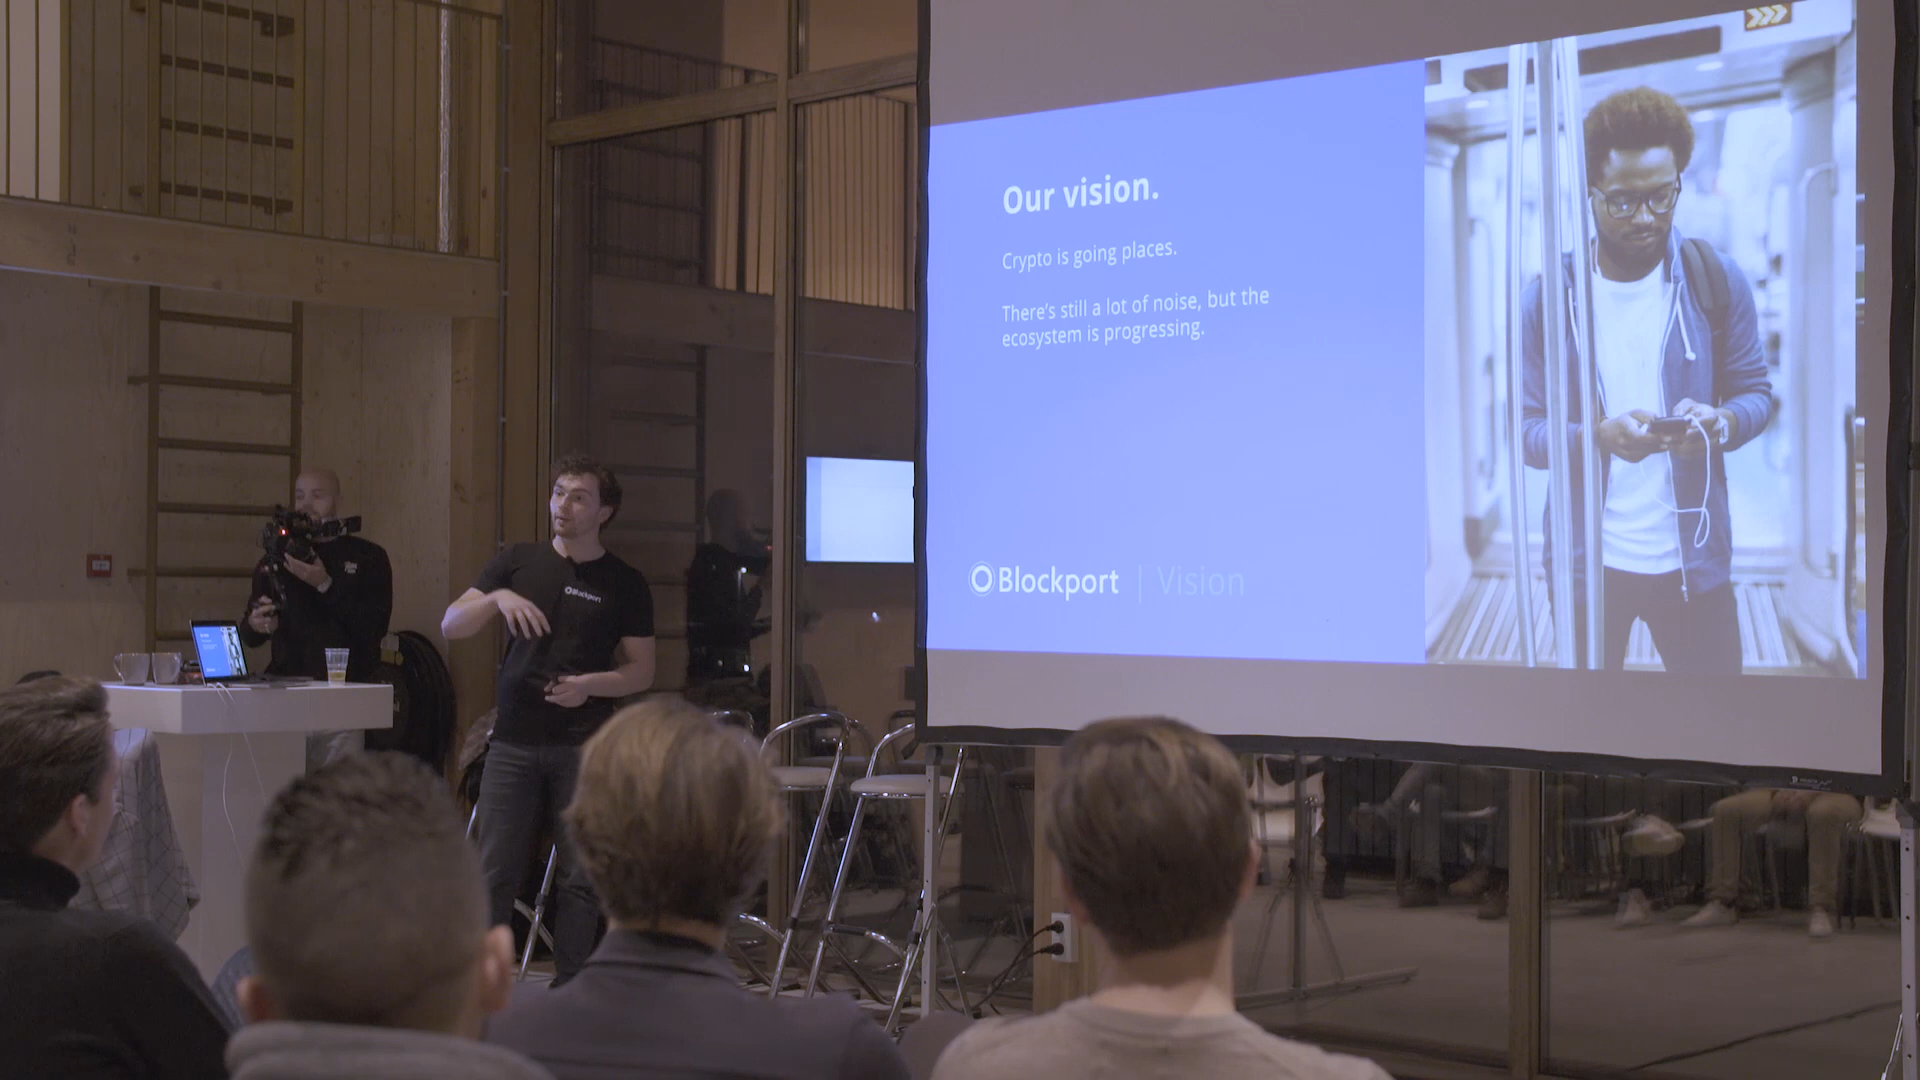 Our vision.
Crypto is going places.
There's still a lot of noise, but the
ecosystem is progressing.
Blockport | Vision
Blockport